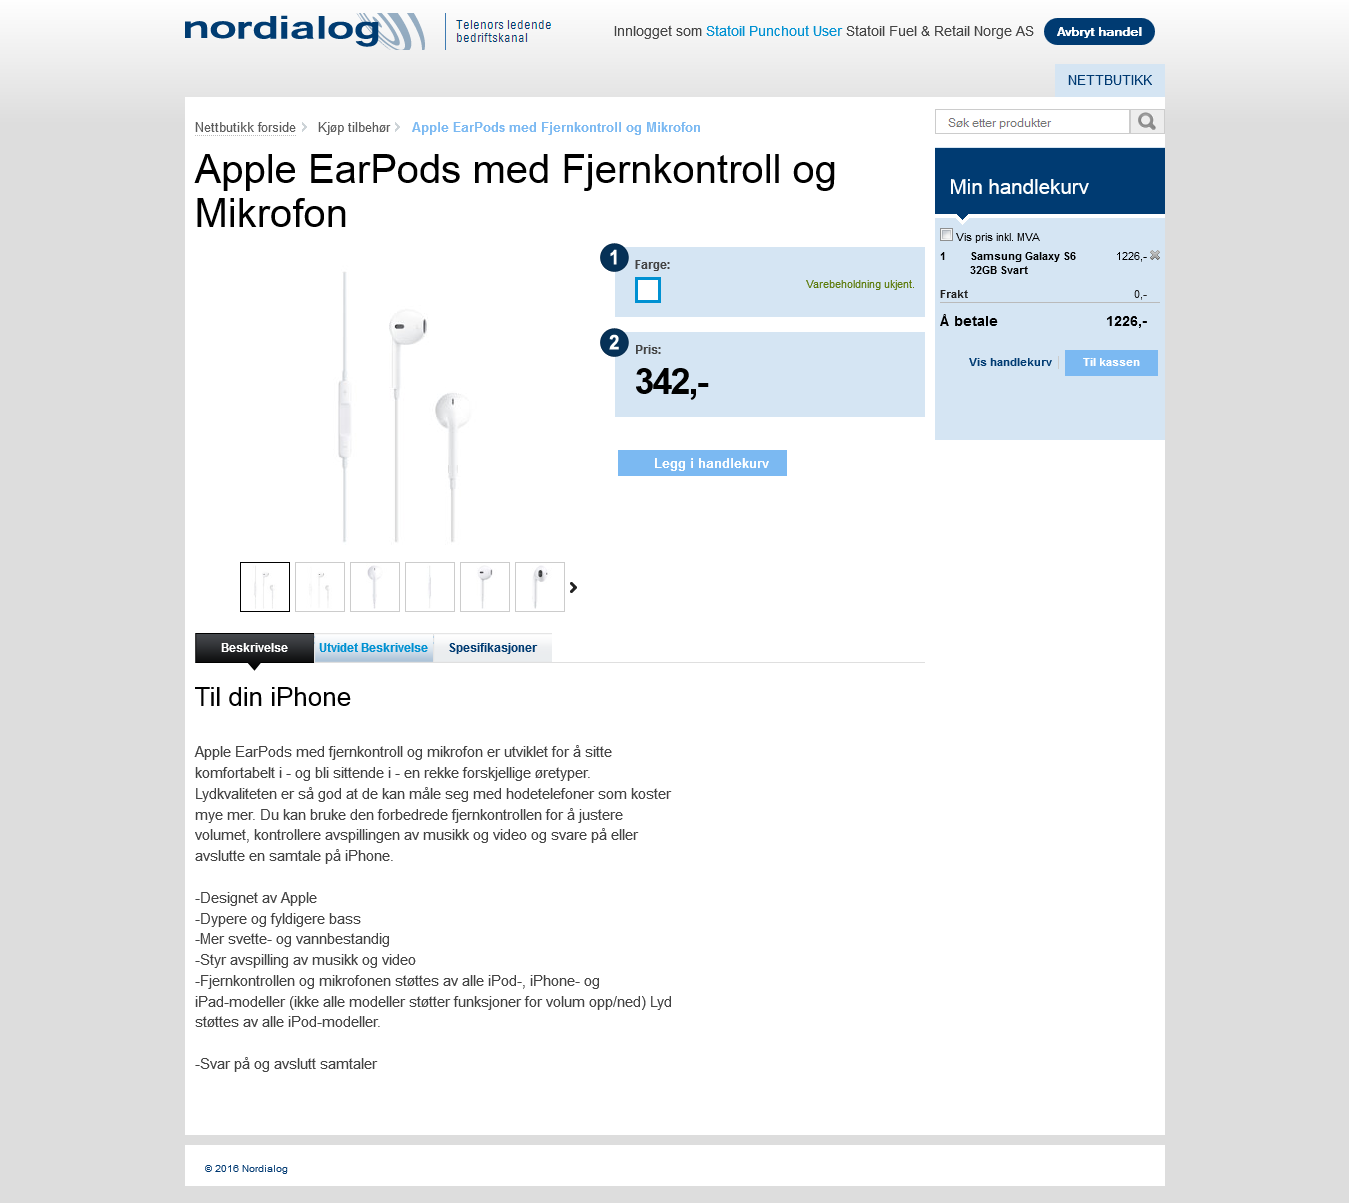 nordialog
Telenors ledende
bedriftskanal
Innlogget som Statoil Punchout User Statoil Fuel & Retail Norge AS
Avbryt handel
NETTBUTIKK
Nettbutikk forside
Kjøp tilbehør
Apple EarPods med Fjernkontroll og Mikrofon
Søk etter produkter
Apple EarPods med Fjernkontroll og
Mikrofon
Min handlekurv
Vis pris inkl. MVA
1 Samsung Galaxy S6 1226,-
32GB Svart
Frakt 0,-
Å betale 1226,-
Vis handlekurv
Til kassen
1
Farge:
Varebeholdning ukjent.
2
Pris:
342,-
Legg i handlekurv
Beskrivelse
Utvidet Beskrivelse
Spesifikasjoner
Til din iPhone
Apple EarPods med fjernkontroll og mikrofon er utviklet for å sitte
komfortabelt i - og bli sittende i - en rekke forskjellige øretyper.
Lydkvaliteten er så god at de kan måle seg med hodetelefoner som koster
mye mer. Du kan bruke den forbedrede fjernkontrollen for å justere
volumet, kontrollere avspillingen av musikk og video og svare på eller
avslutte en samtale på iPhone.
-Designet av Apple
-Dypere og fyldigere bass
-Mer svette- og vannbestandig
-Styr avspilling av musikk og video
-Fjernkontrollen og mikrofonen støttes av alle iPod-, iPhone- og
iPad-modeller (ikke alle modeller støtter funksjoner for volum opp/ned) Lyd
støttes av alle iPod-modeller.
-Svar på og avslutt samtaler
© 2016 Nordialog